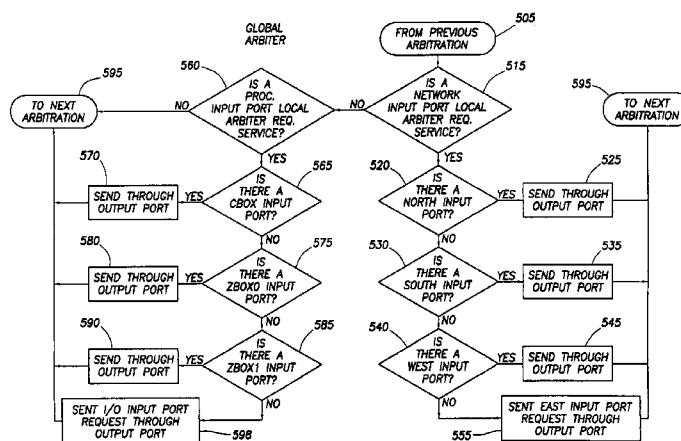 GLOBAL
ARBITER
FROM PREVIOUS
ARBITRATION
505
595
TO NEXT
ARBITRATION
560
IS A
PROC.
INPUT PORT LOCAL
ARBITER REQ.
SERVICE?
NO
YES
515
IS A
NETWORK
INPUT PORT LOCAL
ARBITER REQ.
SERVICE?
NO
YES
595
TO NEXT
ARBITRATION
570
SEND THROUGH
OUTPUT PORT
YES
565
IS
THERE A
CBOX INPUT
PORT?
NO
520
IS
THERE A
NORTH INPUT
PORT?
YES
NO
525
SEND THROUGH
OUTPUT PORT
580
SEND THROUGH
OUTPUT PORT
YES
575
IS
THERE A
ZBOX0 INPUT
PORT?
NO
530
IS
THERE A
SOUTH INPUT
PORT?
YES
NO
535
SEND THROUGH
OUTPUT PORT
590
SEND THROUGH
OUTPUT PORT
YES
585
IS
THERE A
ZBOX1 INPUT
PORT?
NO
540
IS
THERE A
WEST INPUT
PORT?
YES
NO
545
SEND THROUGH
OUTPUT PORT
SENT I/O INPUT PORT
REQUEST THROUGH
OUTPUT PORT
598
SENT EAST INPUT PORT
REQUEST THROUGH
OUTPUT PORT
555